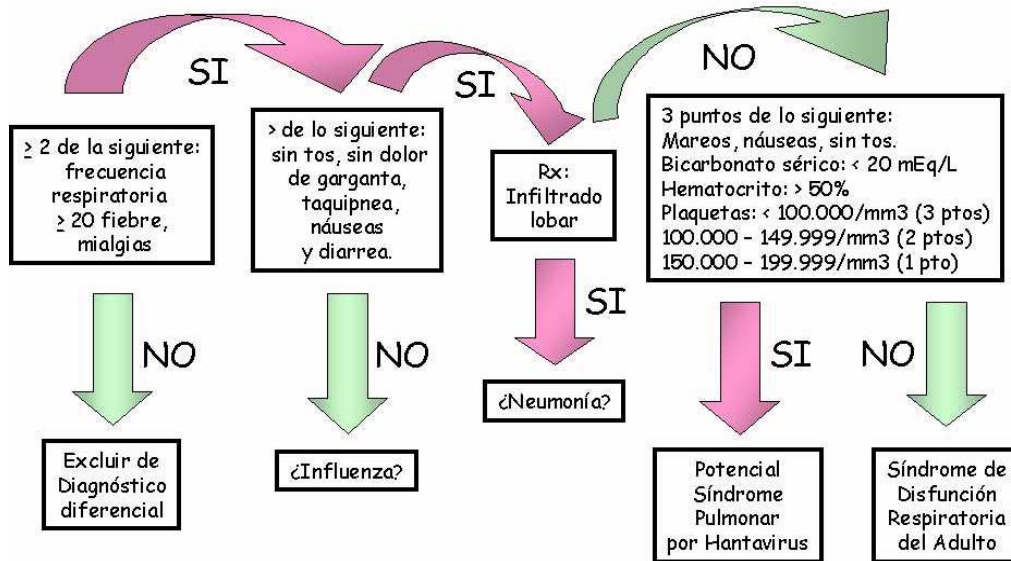 SI
SI
NO
≥ 2 de la siguiente:
frecuencia
respiratoria
≥ 20 fiebre,
mialgias
> de lo siguiente:
sin tos, sin dolor
de garganta,
taquipnea,
náuseas
y diarrea.
Rx:
Infiltrado
lobar
3 puntos de lo siguiente:
Mareos, náuseas, sin tos.
Bicarbonato sérico: < 20 mEq/L
Hematocrito: > 50%
Plaquetas: < 100.000/mm3 (3 ptos)
100.000 – 149.999/mm3 (2 ptos)
150.000 – 199.999/mm3 (1 pto)
NO
NO
SI
SI
NO
Excluir de
Diagnóstico
diferencial
¿Influenza?
¿Neumonía?
Potencial
Síndrome
Pulmonar
por Hantavirus
Síndrome de
Disfunción
Respiratoria
del Adulto